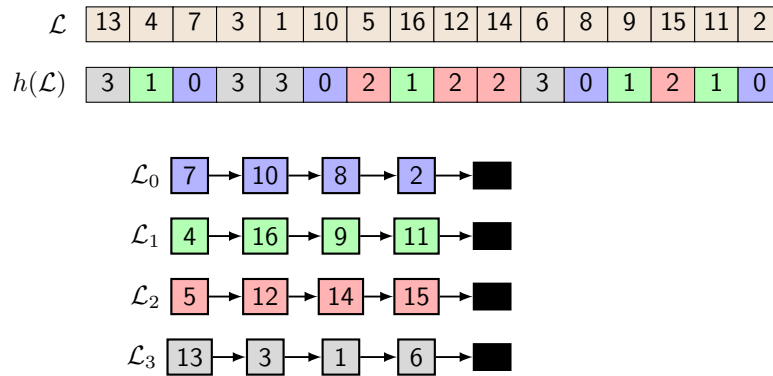 ℒ 13 4 7 3 1 10 5 16 12 14 6 8 9 15 11 2
h(ℒ) 3 1 0 3 3 0 2 1 2 2 3 0 1 2 1 0
ℒ₀ 7 10 8 2
ℒ₁ 4 16 9 11
ℒ₂ 5 12 14 15
ℒ₃ 13 3 1 6